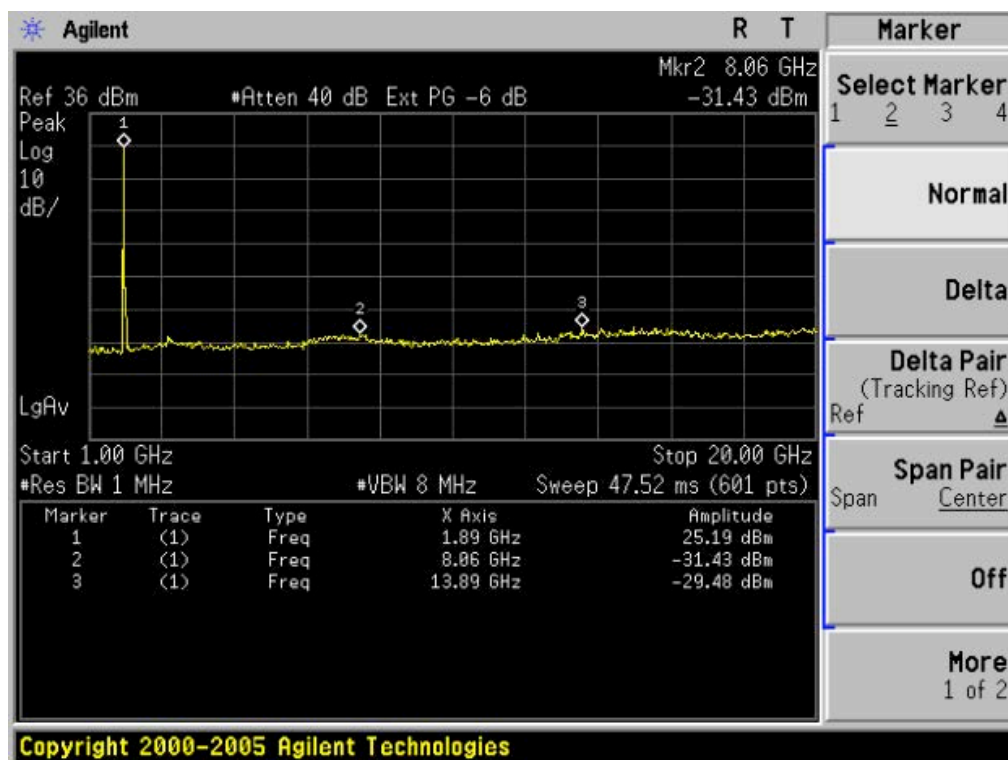 Agilent R T
Mkr2 8.06 GHz
Ref 36 dBm #Atten 40 dB Ext PG -6 dB -31.43 dBm
Peak
Log
10
dB/
1
2
3
LgAv
Start 1.00 GHz Stop 20.00 GHz
#Res BW 1 MHz #VBW 8 MHz Sweep 47.52 ms (601 pts)
Marker Trace Type X Axis Amplitude
1 (1) Freq 1.89 GHz 25.19 dBm
2 (1) Freq 8.06 GHz -31.43 dBm
3 (1) Freq 13.89 GHz -29.48 dBm
Marker
Select Marker
1 2 3 4
Normal
Delta
Delta Pair
(Tracking Ref)
Ref Δ
Span Pair
Span Center
Off
More
1 of 2
Copyright 2000-2005 Agilent Technologies